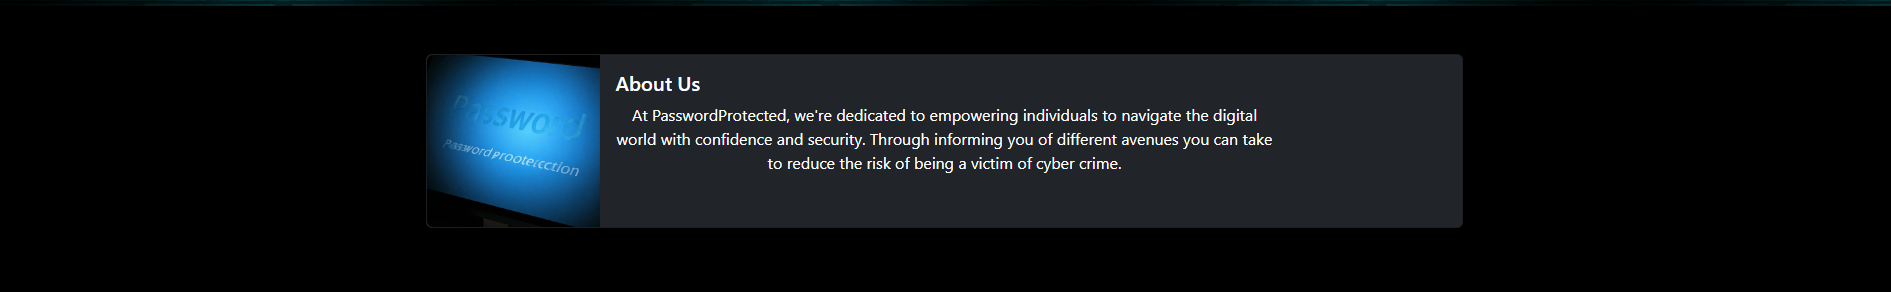 Password
Password prootecction
About Us
At PasswordProtected, we're dedicated to empowering individuals to navigate the digital
world with confidence and security. Through informing you of different avenues you can take
to reduce the risk of being a victim of cyber crime.